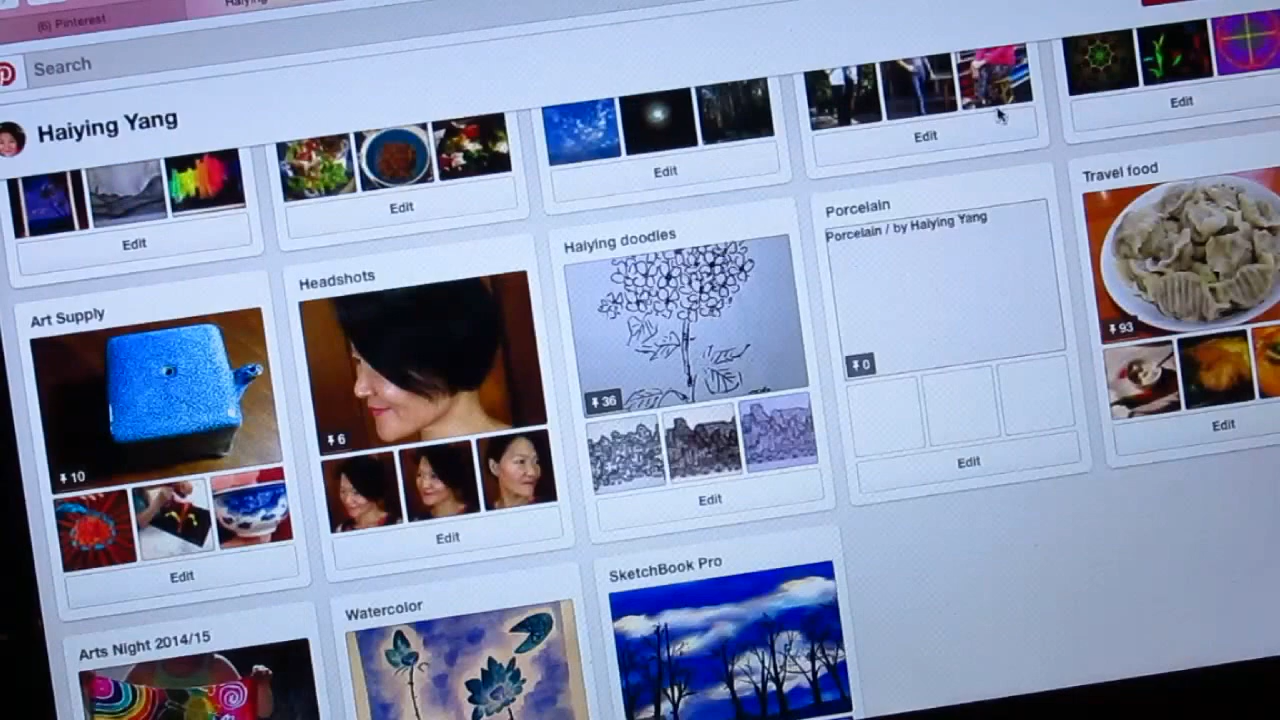 (6) Pinterest
Search
Haiying Yang
Edit
Edit
Edit
Edit
Edit
Art Supply
10
Edit
Headshots
6
Edit
Haiying doodles
36
Edit
Porcelain
Porcelain / by Haiying Yang
0
Edit
Travel food
93
Edit
Arts Night 2014/15
Watercolor
SketchBook Pro